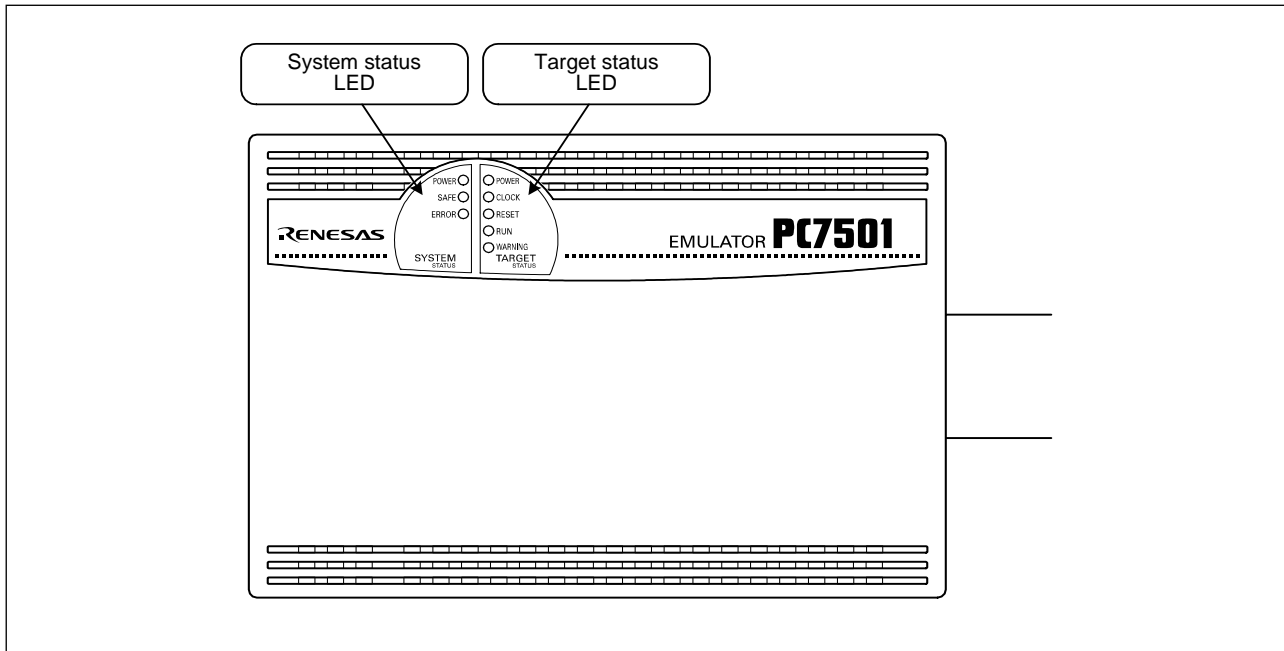 System status
LED
Target status
LED
POWER
SAFE
ERROR
SYSTEM
STATUS
POWER
CLOCK
RESET
RUN
WARNING
TARGET
STATUS
RENESAS
EMULATOR PC7501